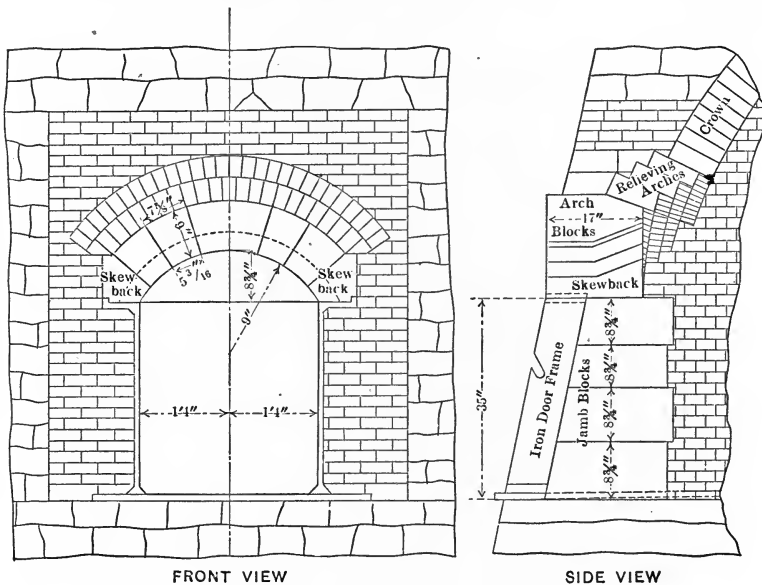 7⅝"
9"
5 3/16"
8¾"
9"
Skew
back
Skew
back
1'4" 1'4"
FRONT VIEW
Crown
Relieving
Arches
Arch
17"
Blocks
Skewback
35"
Iron Door Frame
Jamb Blocks
8¾"
8¾"
8¾"
8¾"
SIDE VIEW